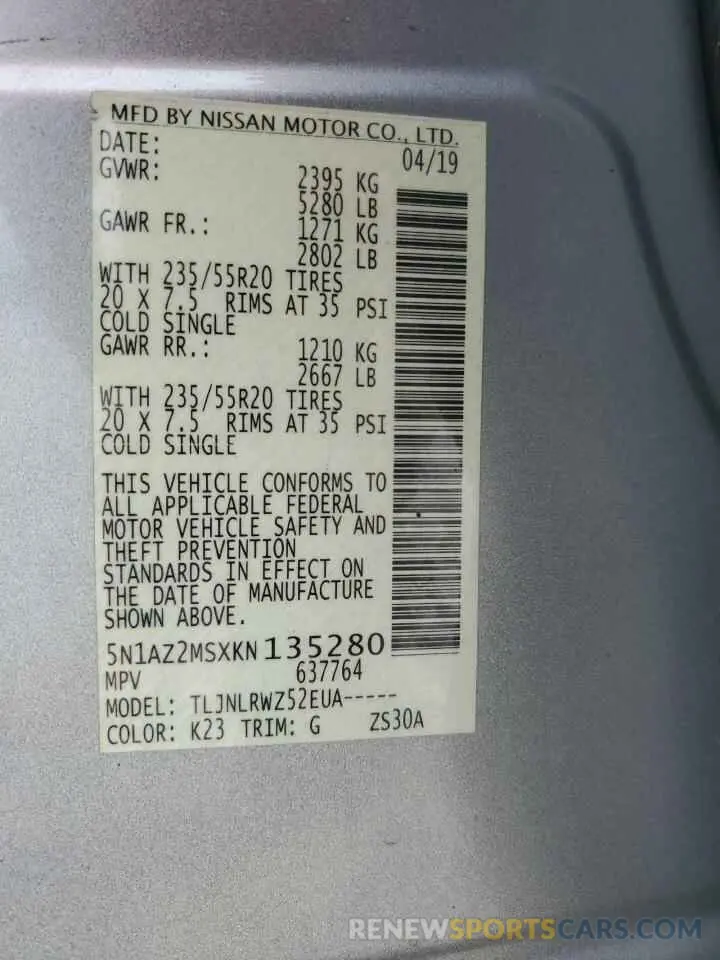 MFD BY NISSAN MOTOR CO., LTD.
DATE: 04/19
GVWR: 2395 KG
5280 LB
GAWR FR.: 1271 KG
2802 LB
WITH 235/55R20 TIRES
20 X 7.5 RIMS AT 35 PSI
COLD SINGLE
GAWR RR.: 1210 KG
2667 LB
WITH 235/55R20 TIRES
20 X 7.5 RIMS AT 35 PSI
COLD SINGLE
THIS VEHICLE CONFORMS TO
ALL APPLICABLE FEDERAL
MOTOR VEHICLE SAFETY AND
THEFT PREVENTION
STANDARDS IN EFFECT ON
THE DATE OF MANUFACTURE
SHOWN ABOVE.
5N1AZ2MSXKN 135280
MPV 637764
MODEL: TLJNLRWZ52EUA-----
COLOR: K23 TRIM: G ZS30A
RENEWSPORTSCARS.COM